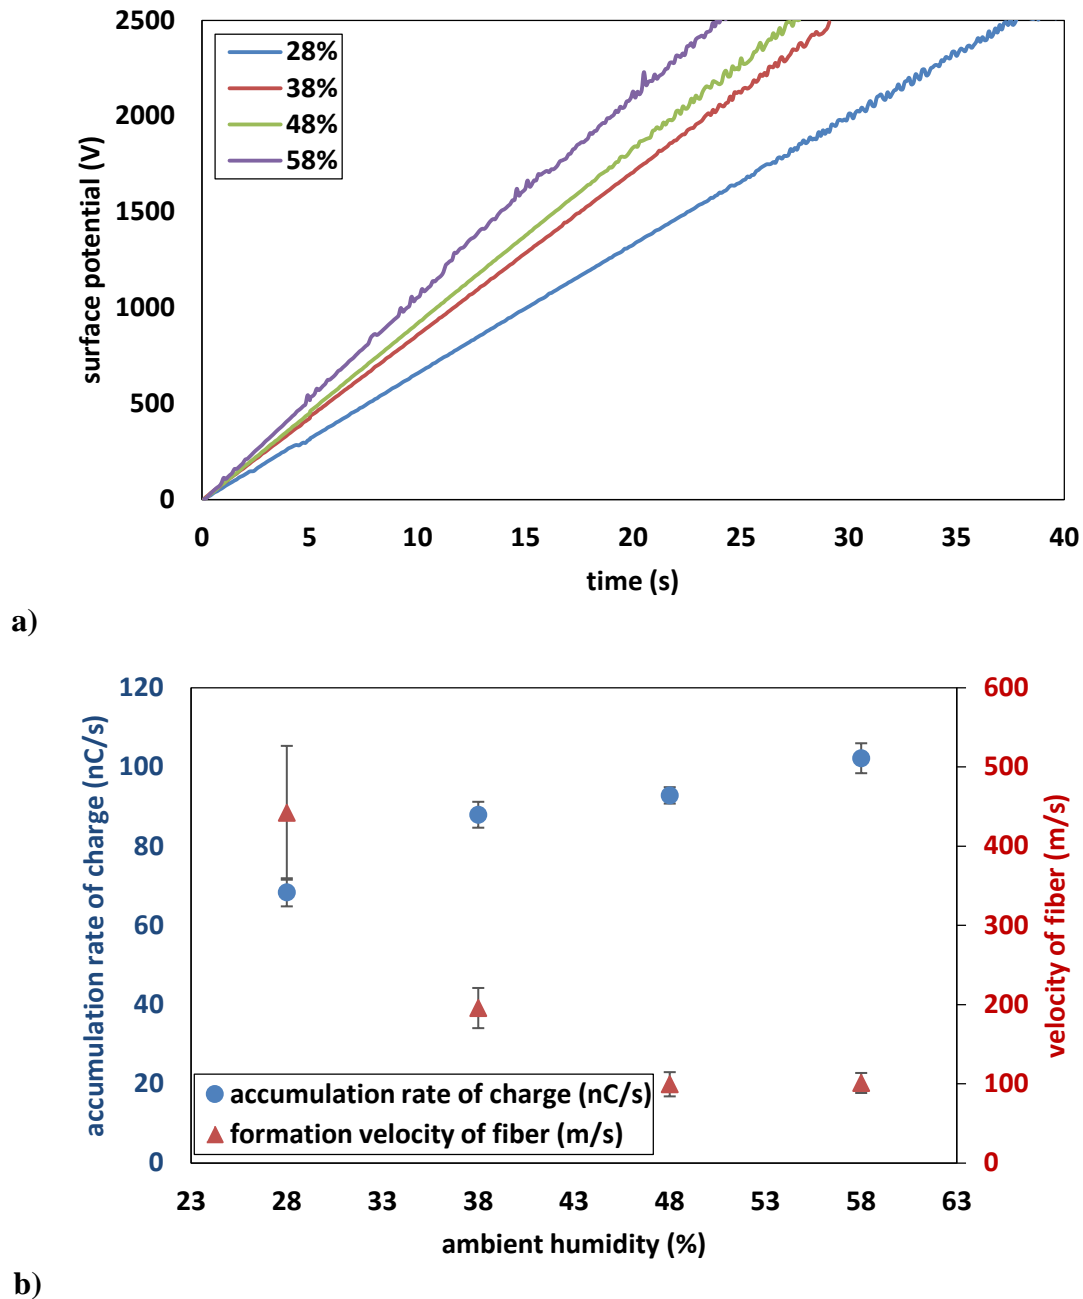 2500
2000
1500
1000
500
0
surface potential (V)
28%
38%
48%
58%
0 5 10 15 20 25 30 35 40
time (s)
a)
120
100
80
60
40
20
0
accumulation rate of charge (nC/s)
600
500
400
300
200
100
0
velocity of fiber (m/s)
accumulation rate of charge (nC/s)
formation velocity of fiber (m/s)
23 28 33 38 43 48 53 58 63
ambient humidity (%)
b)